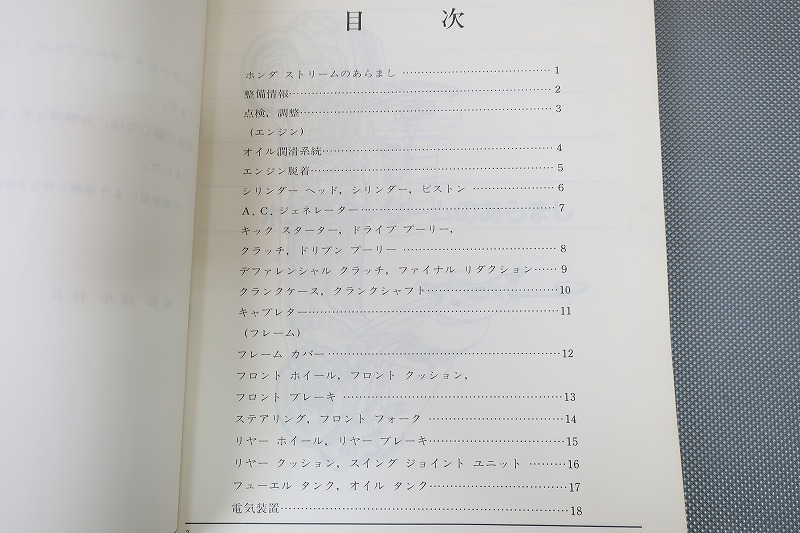 目 次
ホンダ ストリームのあらまし ………………………………… 1
整備情報………………………………………………………… 2
点検，調整……………………………………………………… 3
(エンジン)
オイル潤滑系統………………………………………………… 4
エンジン脱着…………………………………………………… 5
シリンダー ヘッド，シリンダー，ピストン ………………… 6
A．C．ジェネレーター………………………………………… 7
キック スターター，ドライブ プーリー，
クラッチ，ドリブン プーリー ……………………………… 8
デファレンシャル クラッチ，ファイナル リダクション…… 9
クランクケース，クランクシャフト…………………………10
キャブレター……………………………………………………11
(フレーム)
フレーム カバー…………………………………………………12
フロント ホイール，フロント クッション，
フロント ブレーキ ………………………………………………13
ステアリング，フロント フォーク ……………………………14
リヤー ホイール，リヤー ブレーキ……………………………15
リヤー クッション，スイング ジョイント ユニット ………16
フューエル タンク，オイル タンク……………………………17
電気装置……………………………………………………………18